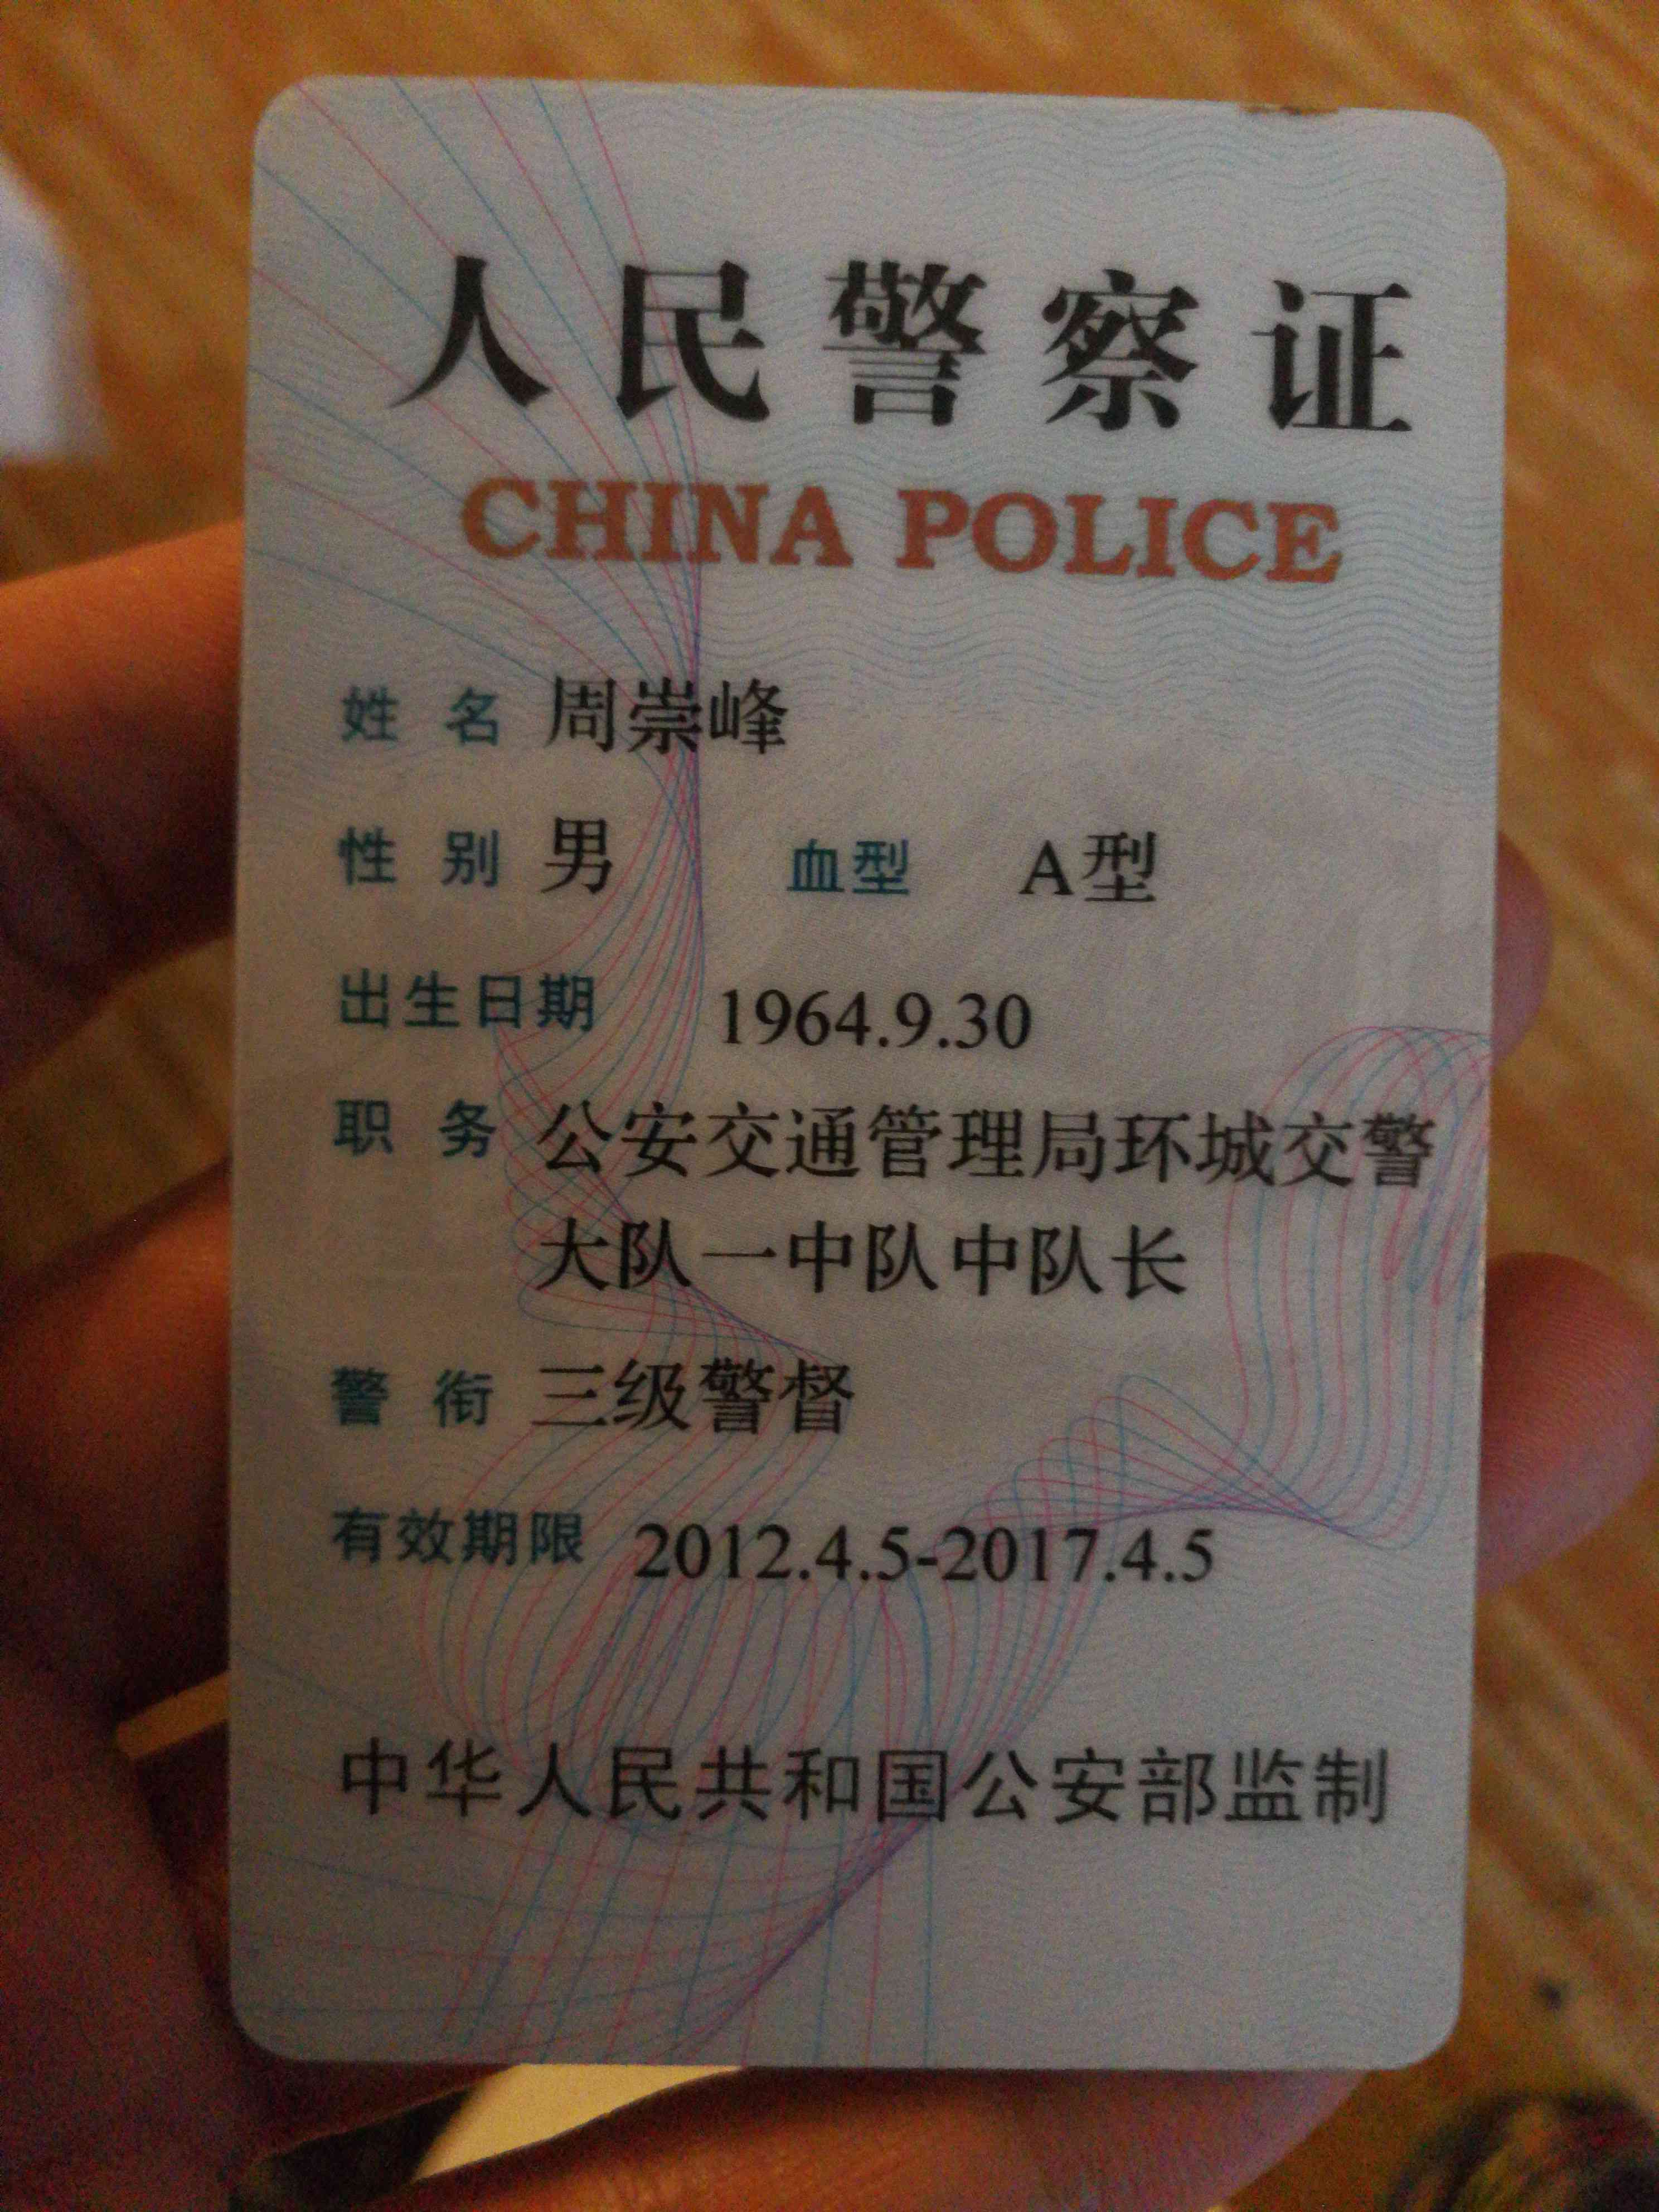 人民警察证
CHINA POLICE
姓 名 周崇峰
性 别 男 血型 A型
出生日期 1964.9.30
职 务 公安交通管理局环城交警
大队一中队中队长
警 衔 三级警督
有效期限 2012.4.5-2017.4.5
中华人民共和国公安部监制